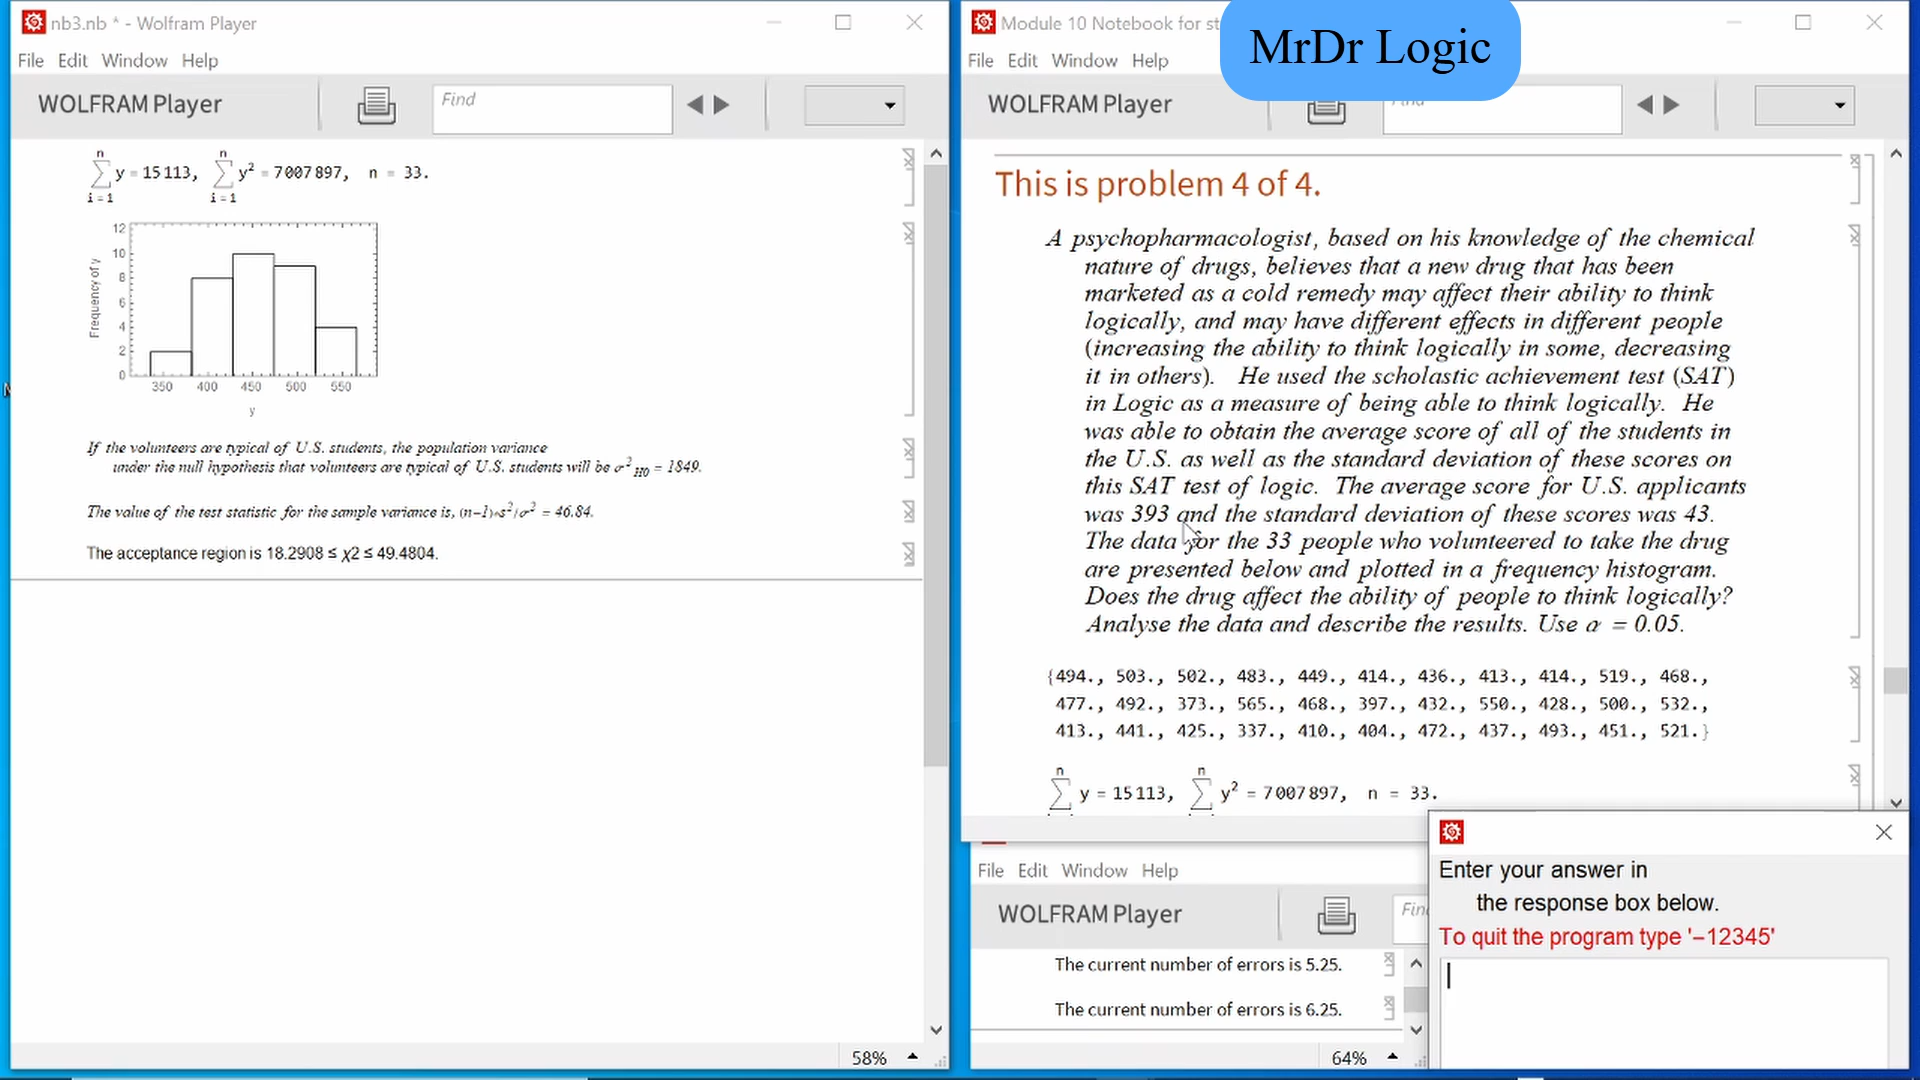 nb3.nb * - Wolfram Player
File Edit Window Help
WOLFRAM Player
Find
n n
∑ y = 15113, ∑ y² = 7007897, n = 33.
i = 1 i = 1
Frequency of y
12
10
8
6
4
2
0
350 400 450 500 550
y
If the volunteers are typical of U.S. students, the population variance
under the null hypothesis that volunteers are typical of U.S. students will be σ² H0 = 1849.
The value of the test statistic for the sample variance is, (n-1)*s²/σ² = 46.84.
The acceptance region is 18.2908 ≤ χ2 ≤ 49.4804.
58%
Module 10 Notebook for st
MrDr Logic
File Edit Window Help
WOLFRAM Player
Find
This is problem 4 of 4.
A psychopharmacologist, based on his knowledge of the chemical
nature of drugs, believes that a new drug that has been
marketed as a cold remedy may affect their ability to think
logically, and may have different effects in different people
(increasing the ability to think logically in some, decreasing
it in others). He used the scholastic achievement test (SAT)
in Logic as a measure of being able to think logically. He
was able to obtain the average score of all of the students in
the U.S. as well as the standard deviation of these scores on
this SAT test of logic. The average score for U.S. applicants
was 393 and the standard deviation of these scores was 43.
The data for the 33 people who volunteered to take the drug
are presented below and plotted in a frequency histogram.
Does the drug affect the ability of people to think logically?
Analyse the data and describe the results. Use α = 0.05.
{494., 503., 502., 483., 449., 414., 436., 413., 414., 519., 468.,
477., 492., 373., 565., 468., 397., 432., 550., 428., 500., 532.,
413., 441., 425., 337., 410., 404., 472., 437., 493., 451., 521.}
n n
∑ y = 15113, ∑ y² = 7007897, n = 33.
File Edit Window Help
WOLFRAM Player
Fin
The current number of errors is 5.25.
The current number of errors is 6.25.
64%
Enter your answer in
the response box below.
To quit the program type '-12345'